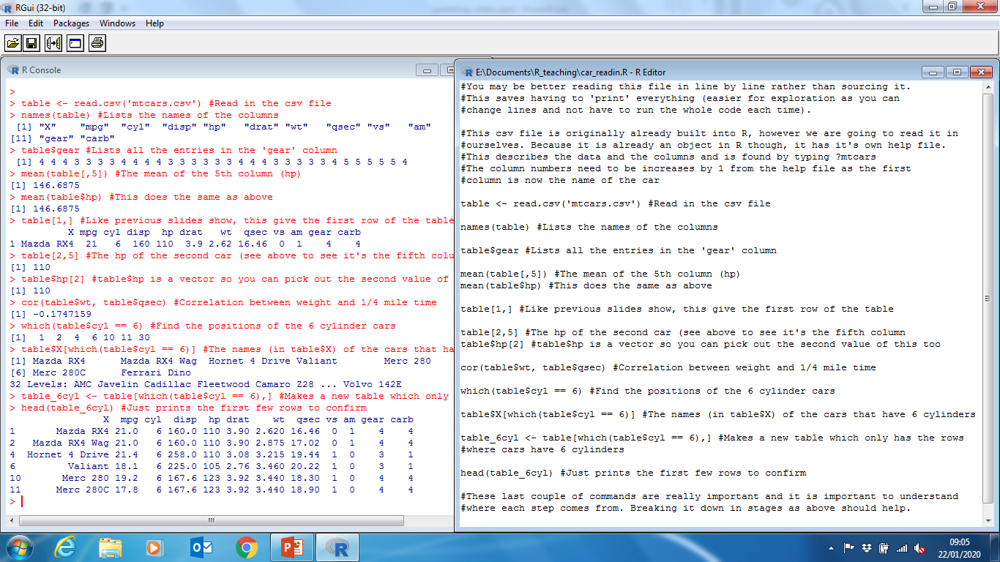 RGui (32-bit)
File Edit Packages Windows Help
R Console
>
> table <- read.csv('mtcars.csv') #Read in the csv file
> names(table) #Lists the names of the columns
[1] "X" "mpg" "cyl" "disp" "hp" "drat" "wt" "qsec" "vs" "am"
[11] "gear" "carb"
> table$gear #Lists all the entries in the 'gear' column
[1] 4 4 4 3 3 3 3 4 4 4 4 3 3 3 3 3 3 4 4 4 3 3 3 3 3 4 5 5 5 5 5 4
> mean(table[,5]) #The mean of the 5th column (hp)
[1] 146.6875
> mean(table$hp) #This does the same as above
[1] 146.6875
> table[1,] #Like previous slides show, this give the first row of the table
X mpg cyl disp hp drat wt qsec vs am gear carb
1 Mazda RX4 21 6 160 110 3.9 2.62 16.46 0 1 4 4
> table[2,5] #The hp of the second car (see above to see it's the fifth colu
[1] 110
> table$hp[2] #table$hp is a vector so you can pick out the second value of
[1] 110
> cor(table$wt, table$qsec) #Correlation between weight and 1/4 mile time
[1] -0.1747159
> which(table$cyl == 6) #Find the positions of the 6 cylinder cars
[1] 1 2 4 6 10 11 30
> table$X[which(table$cyl == 6)] #The names (in table$X) of the cars that ha
[1] Mazda RX4 Mazda RX4 Wag Hornet 4 Drive Valiant Merc 280
[6] Merc 280C Ferrari Dino
32 Levels: AMC Javelin Cadillac Fleetwood Camaro Z28 ... Volvo 142E
> table_6cyl <- table[which(table$cyl == 6),] #Makes a new table which only
> head(table_6cyl) #Just prints the first few rows to confirm
X mpg cyl disp hp drat wt qsec vs am gear carb
1 Mazda RX4 21.0 6 160.0 110 3.90 2.620 16.46 0 1 4 4
2 Mazda RX4 Wag 21.0 6 160.0 110 3.90 2.875 17.02 0 1 4 4
4 Hornet 4 Drive 21.4 6 258.0 110 3.08 3.215 19.44 1 0 3 1
6 Valiant 18.1 6 225.0 105 2.76 3.460 20.22 1 0 3 1
10 Merc 280 19.2 6 167.6 123 3.92 3.440 18.30 1 0 4 4
11 Merc 280C 17.8 6 167.6 123 3.92 3.440 18.90 1 0 4 4
>
E:\Documents\R_teaching\car_readin.R - R Editor
#You may be better reading this file in line by line rather than sourcing it.
#This saves having to 'print' everything (easier for exploration as you can
#change lines and not have to run the whole code each time).
#This csv file is originally already built into R, however we are going to read it in
#ourselves. Because it is already an object in R though, it has it's own help file.
#This describes the data and the columns and is found by typing ?mtcars
#The column numbers need to be increases by 1 from the help file as the first
#column is now the name of the car
table <- read.csv('mtcars.csv') #Read in the csv file
names(table) #Lists the names of the columns
table$gear #Lists all the entries in the 'gear' column
mean(table[,5]) #The mean of the 5th column (hp)
mean(table$hp) #This does the same as above
table[1,] #Like previous slides show, this give the first row of the table
table[2,5] #The hp of the second car (see above to see it's the fifth column
table$hp[2] #table$hp is a vector so you can pick out the second value of this too
cor(table$wt, table$qsec) #Correlation between weight and 1/4 mile time
which(table$cyl == 6) #Find the positions of the 6 cylinder cars
table$X[which(table$cyl == 6)] #The names (in table$X) of the cars that have 6 cylinders
table_6cyl <- table[which(table$cyl == 6),] #Makes a new table which only has the rows
#where cars have 6 cylinders
head(table_6cyl) #Just prints the first few rows to confirm
#These last couple of commands are really important and it is important to understand
#where each step comes from. Breaking it down in stages as above should help.
09:05
22/01/2020